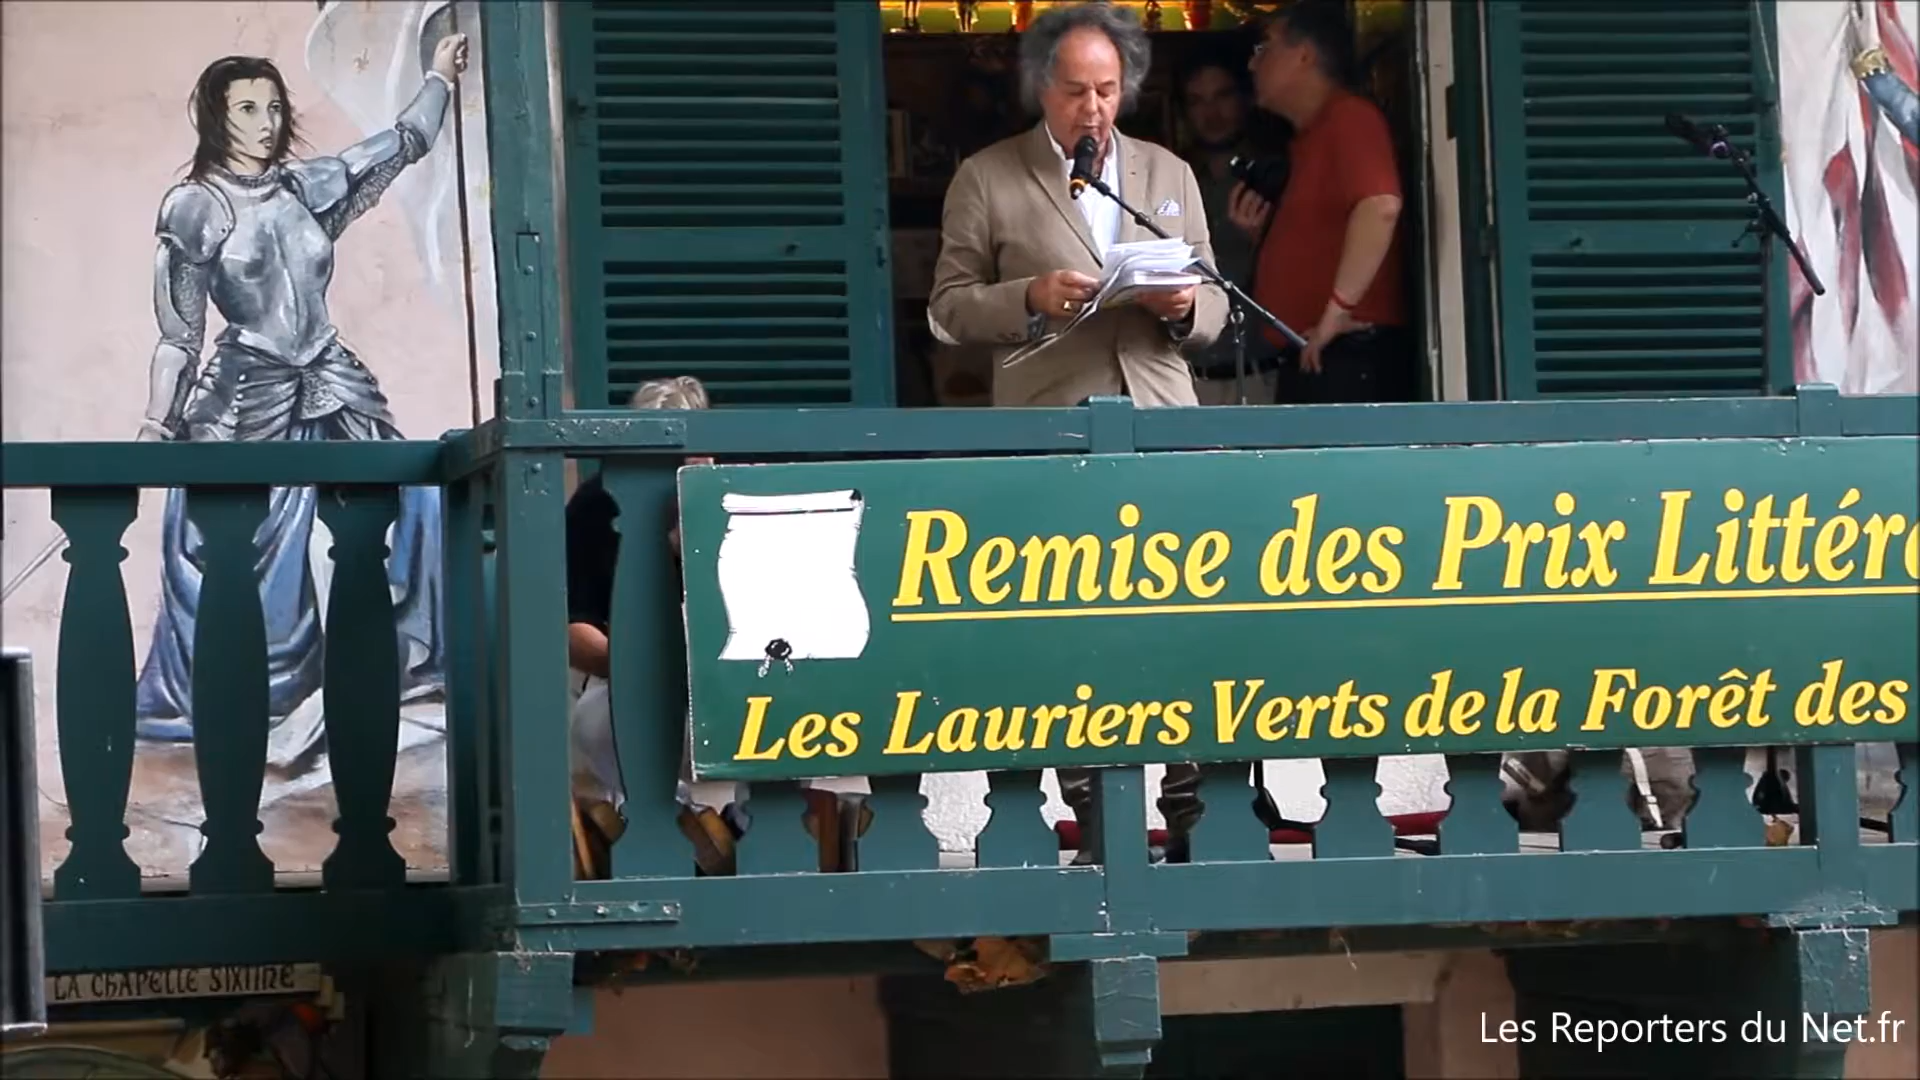 Remise des Prix Littér
Les Lauriers Verts de la Forêt des
LA CHAPELLE SIXTINE
Les Reporters du Net.fr